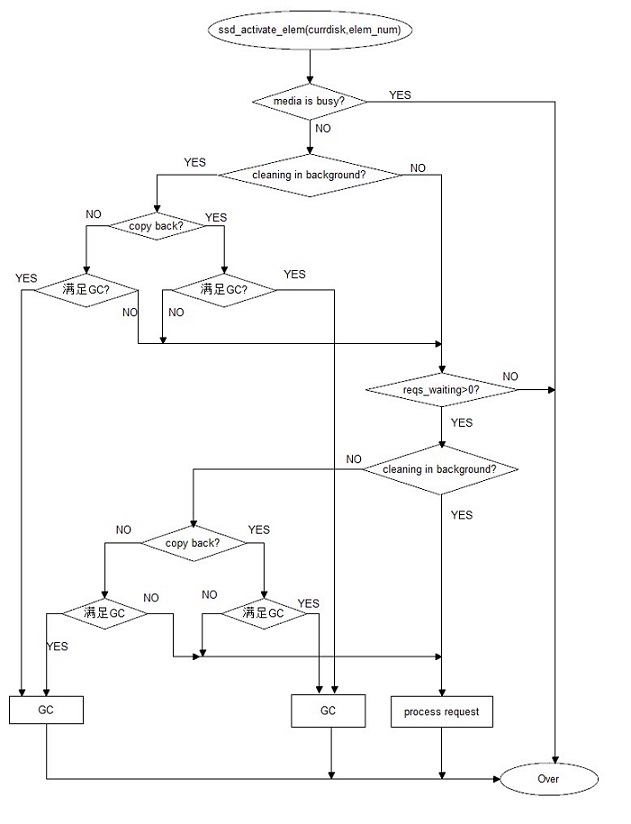 ssd_activate_elem(currdisk,elem_num)
media is busy?
YES
NO
YES
cleaning in background?
NO
NO
copy back?
YES
YES
满足GC?
满足GC?
YES
NO
NO
reqs_waiting>0?
NO
YES
NO
cleaning in background?
YES
NO
copy back?
YES
满足GC
NO
NO
满足GC
YES
YES
GC
GC
process request
Over